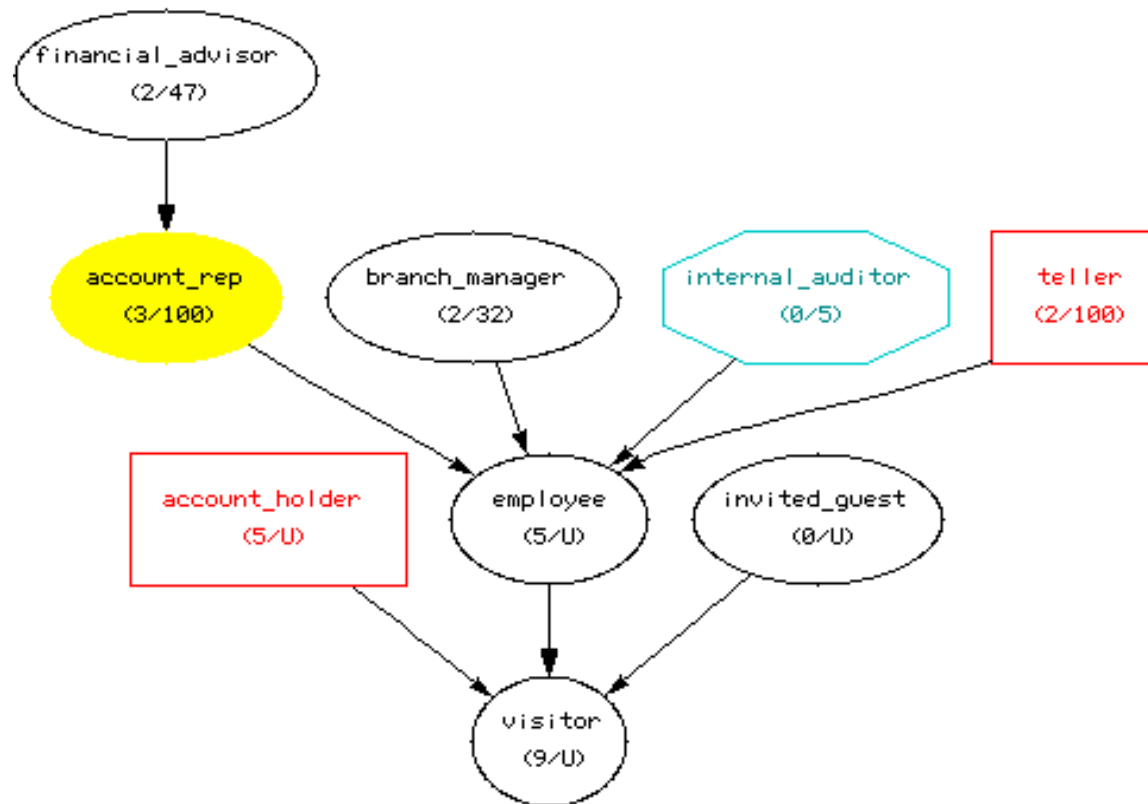 financial_advisor
(2/47)
account_rep
(3/100)
branch_manager
(2/32)
internal_auditor
(0/5)
teller
(2/100)
account_holder
(5/U)
employee
(5/U)
invited_guest
(0/U)
visitor
(9/U)